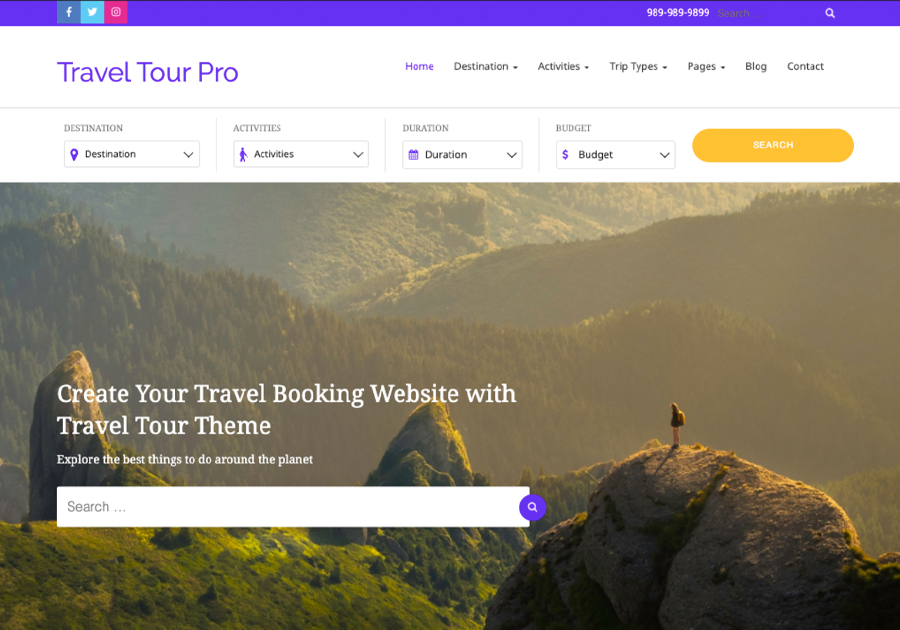 989-989-9899 Search ...
Travel Tour Pro
Home Destination Activities Trip Types Pages Blog Contact
DESTINATION ACTIVITIES DURATION BUDGET
Destination Activities Duration $ Budget SEARCH
Create Your Travel Booking Website with
Travel Tour Theme
Explore the best things to do around the planet
Search ...